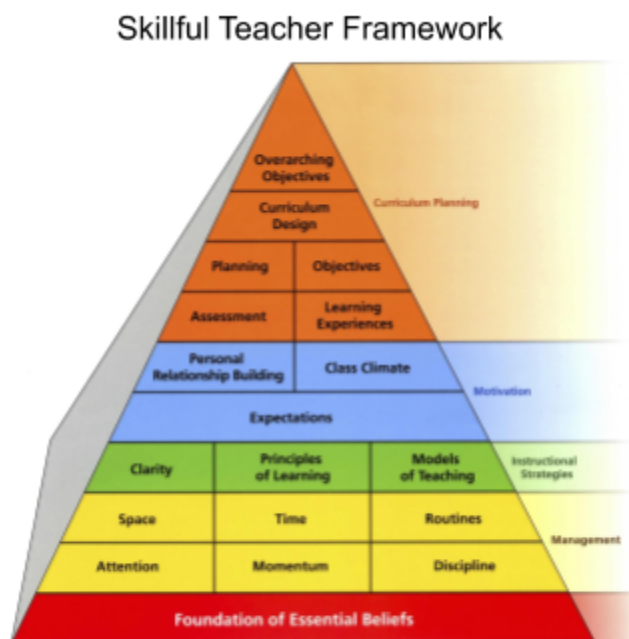 Skillful Teacher Framework
Overarching
Objectives
Curriculum
Design
Curriculum Planning
Planning
Objectives
Assessment
Learning
Experiences
Personal
Relationship Building
Class Climate
Motivation
Expectations
Clarity
Principles
of Learning
Models
of Teaching
Instructional
Strategies
Space
Time
Routines
Management
Attention
Momentum
Discipline
Foundation of Essential Beliefs